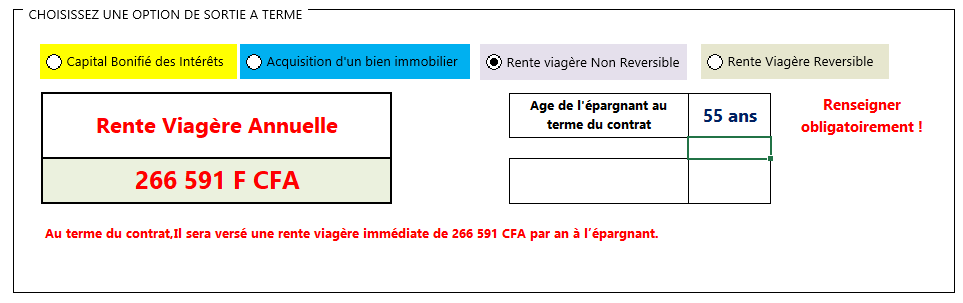 CHOISISSEZ UNE OPTION DE SORTIE A TERME
Capital Bonifié des Intérêts
Acquisition d'un bien immobilier
Rente viagère Non Reversible
Rente Viagère Reversible
Rente Viagère Annuelle
266 591 F CFA
Age de l'épargnant au
terme du contrat
55 ans
Renseigner
obligatoirement !
Au terme du contrat,Il sera versé une rente viagère immédiate de 266 591 CFA par an à l’épargnant.